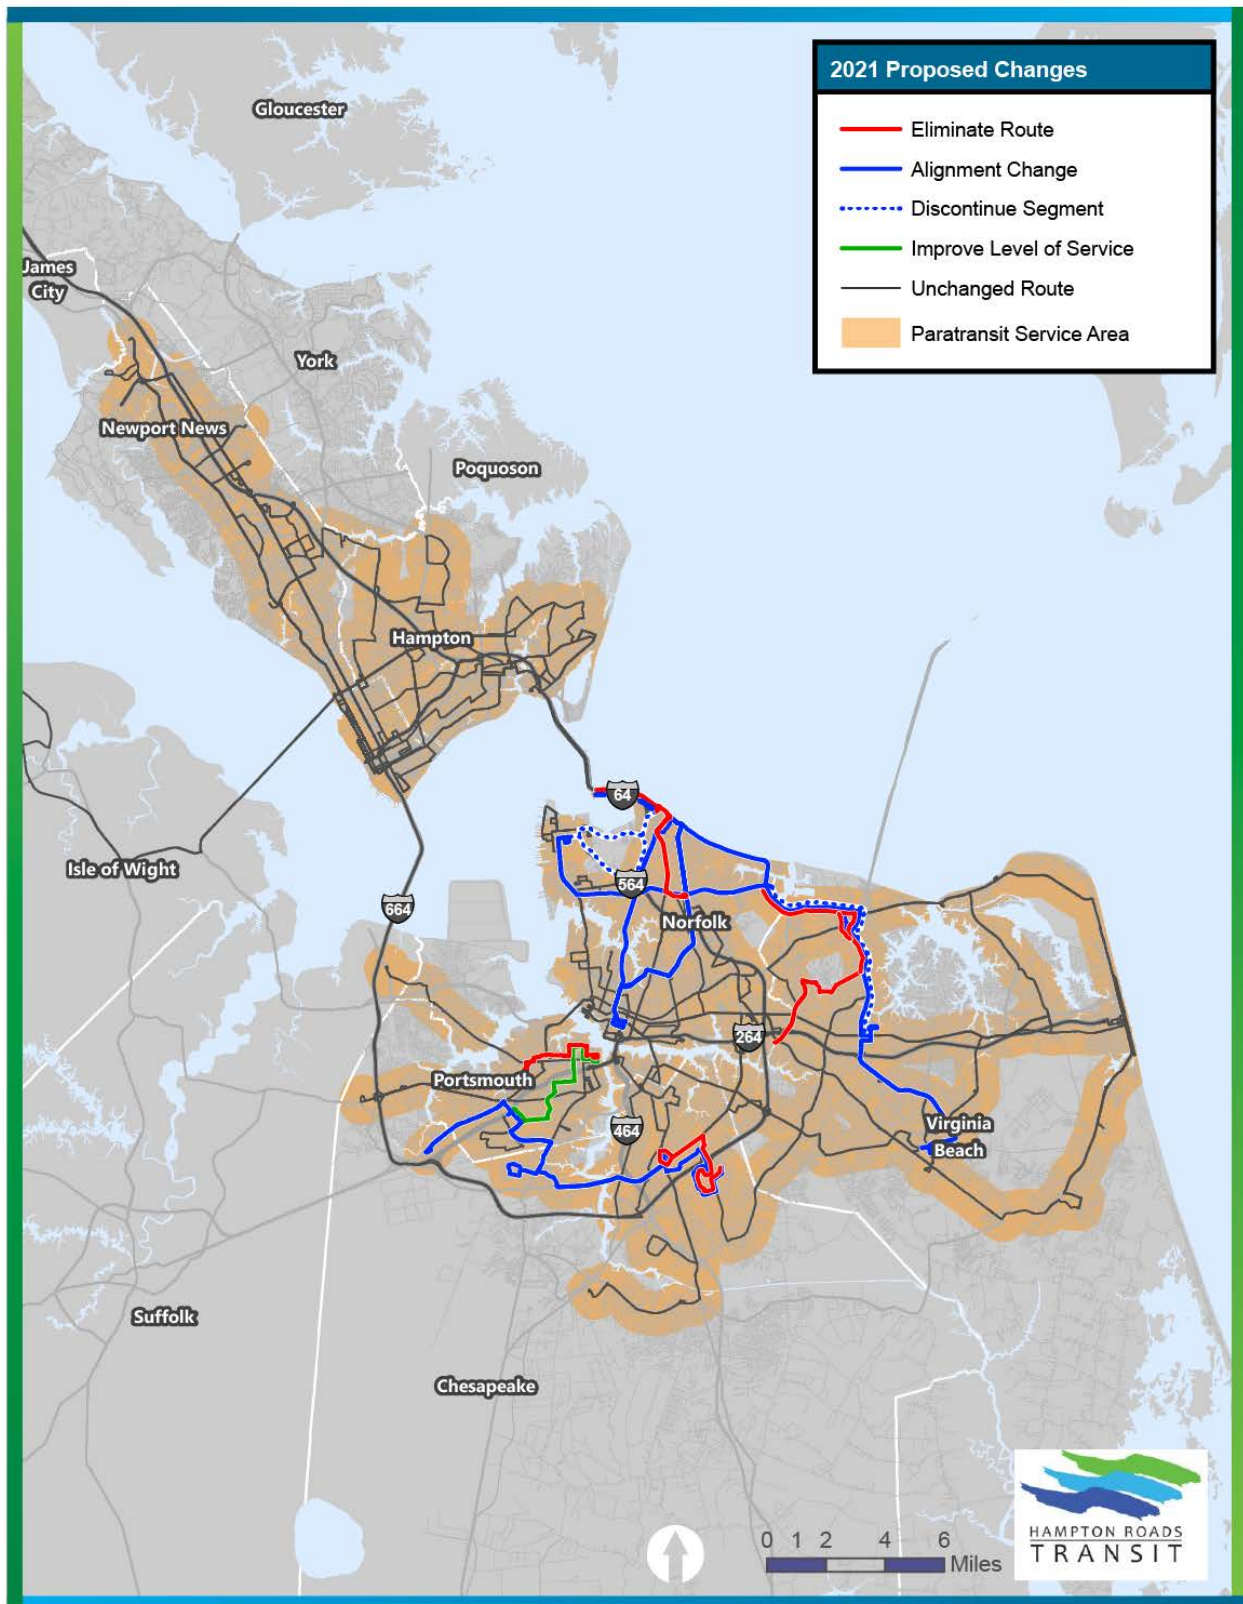 2021 Proposed Changes
Eliminate Route
Alignment Change
Discontinue Segment
Improve Level of Service
Unchanged Route
Paratransit Service Area
Gloucester
James
City
York
Newport News
Poquoson
Hampton
64
Isle of Wight
564
664
Norfolk
264
Portsmouth
464
Virginia
Beach
Suffolk
Chesapeake
0 1 2 4 6
Miles
HAMPTON ROADS
TRANSIT